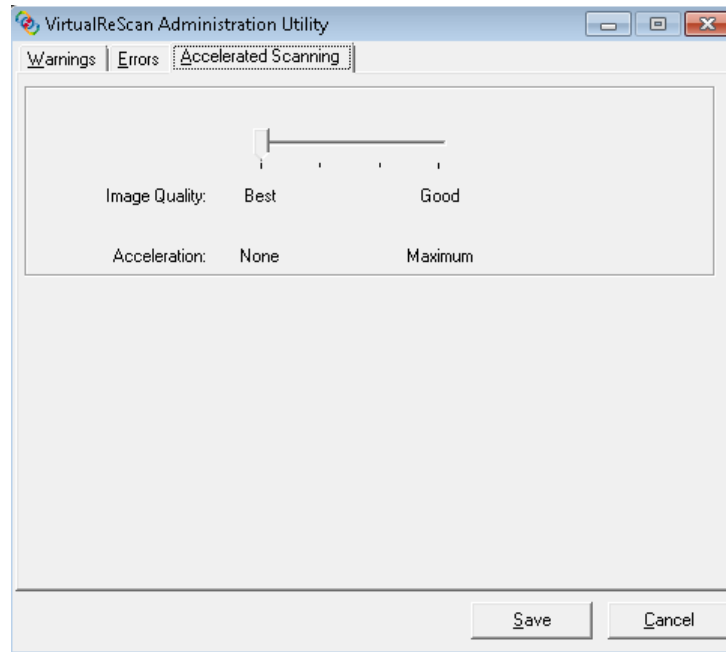 VirtualReScan Administration Utility
Warnings Errors Accelerated Scanning
Image Quality: Best Good
Acceleration: None Maximum
Save Cancel